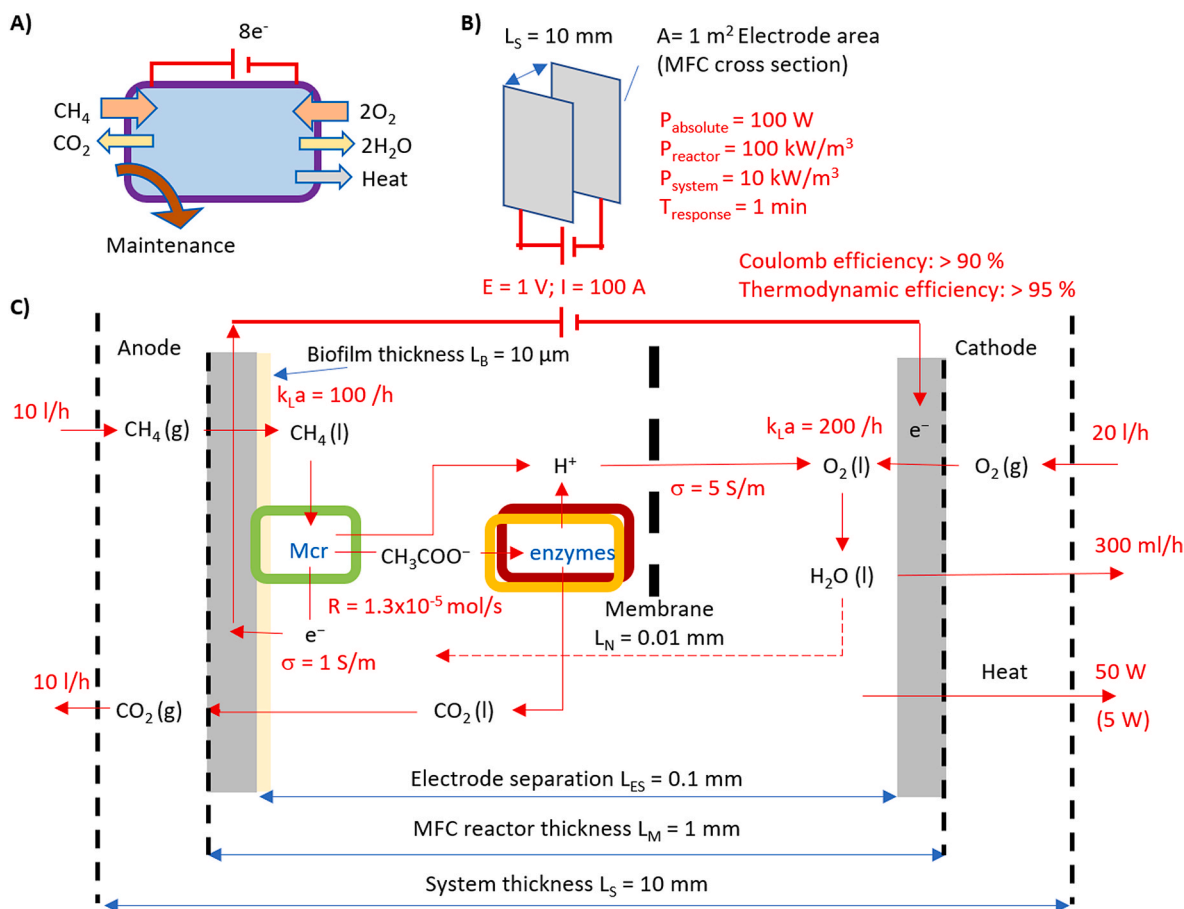 A)
8e⁻
CH₄
2O₂
CO₂
2H₂O
Heat
Maintenance
B)
L_S = 10 mm
A= 1 m² Electrode area
(MFC cross section)
P_absolute = 100 W
P_reactor = 100 kW/m³
P_system = 10 kW/m³
T_response = 1 min
E = 1 V; I = 100 A
Coulomb efficiency: > 90 %
Thermodynamic efficiency: > 95 %
C)
Anode
Biofilm thickness L_B = 10 µm
Cathode
k_La = 100 /h
10 l/h
CH₄ (g)
CH₄ (l)
k_La = 200 /h
e⁻
20 l/h
H⁺
O₂ (l)
O₂ (g)
σ = 5 S/m
Mcr
CH₃COO⁻
enzymes
300 ml/h
H₂O (l)
R = 1.3x10⁻⁵ mol/s
Membrane
L_N = 0.01 mm
e⁻
σ = 1 S/m
10 l/h
CO₂ (g)
CO₂ (l)
Heat
50 W
(5 W)
Electrode separation L_ES = 0.1 mm
MFC reactor thickness L_M = 1 mm
System thickness L_S = 10 mm